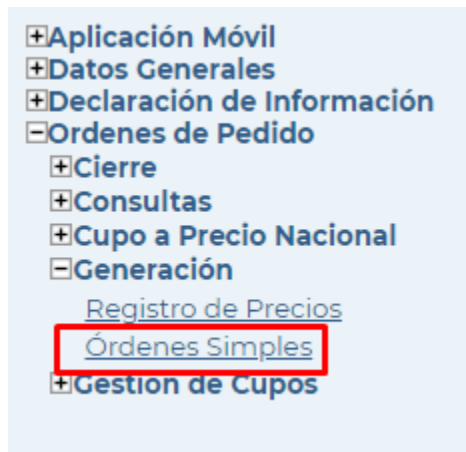 Aplicación Móvil
Datos Generales
Declaración de Información
Ordenes de Pedido
Cierre
Consultas
Cupo a Precio Nacional
Generación
Registro de Precios
Órdenes Simples
Gestión de Cupos